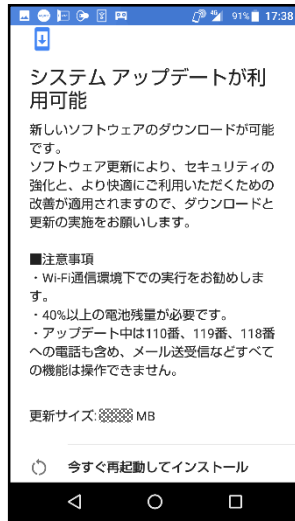 91% 17:38
システム アップデートが利
用可能
新しいソフトウェアのダウンロードが可能
です。
ソフトウェア更新により、セキュリティの
強化と、より快適にご利用いただくための
改善が適用されますので、ダウンロードと
更新の実施をお願いします。
■注意事項
・Wi-Fi通信環境下での実行をお勧めしま
す。
・40%以上の電池残量が必要です。
・アップデート中は110番、119番、118番
への電話も含め、メール送受信などすべて
の機能は操作できません。
更新サイズ: MB
今すぐ再起動してインストール